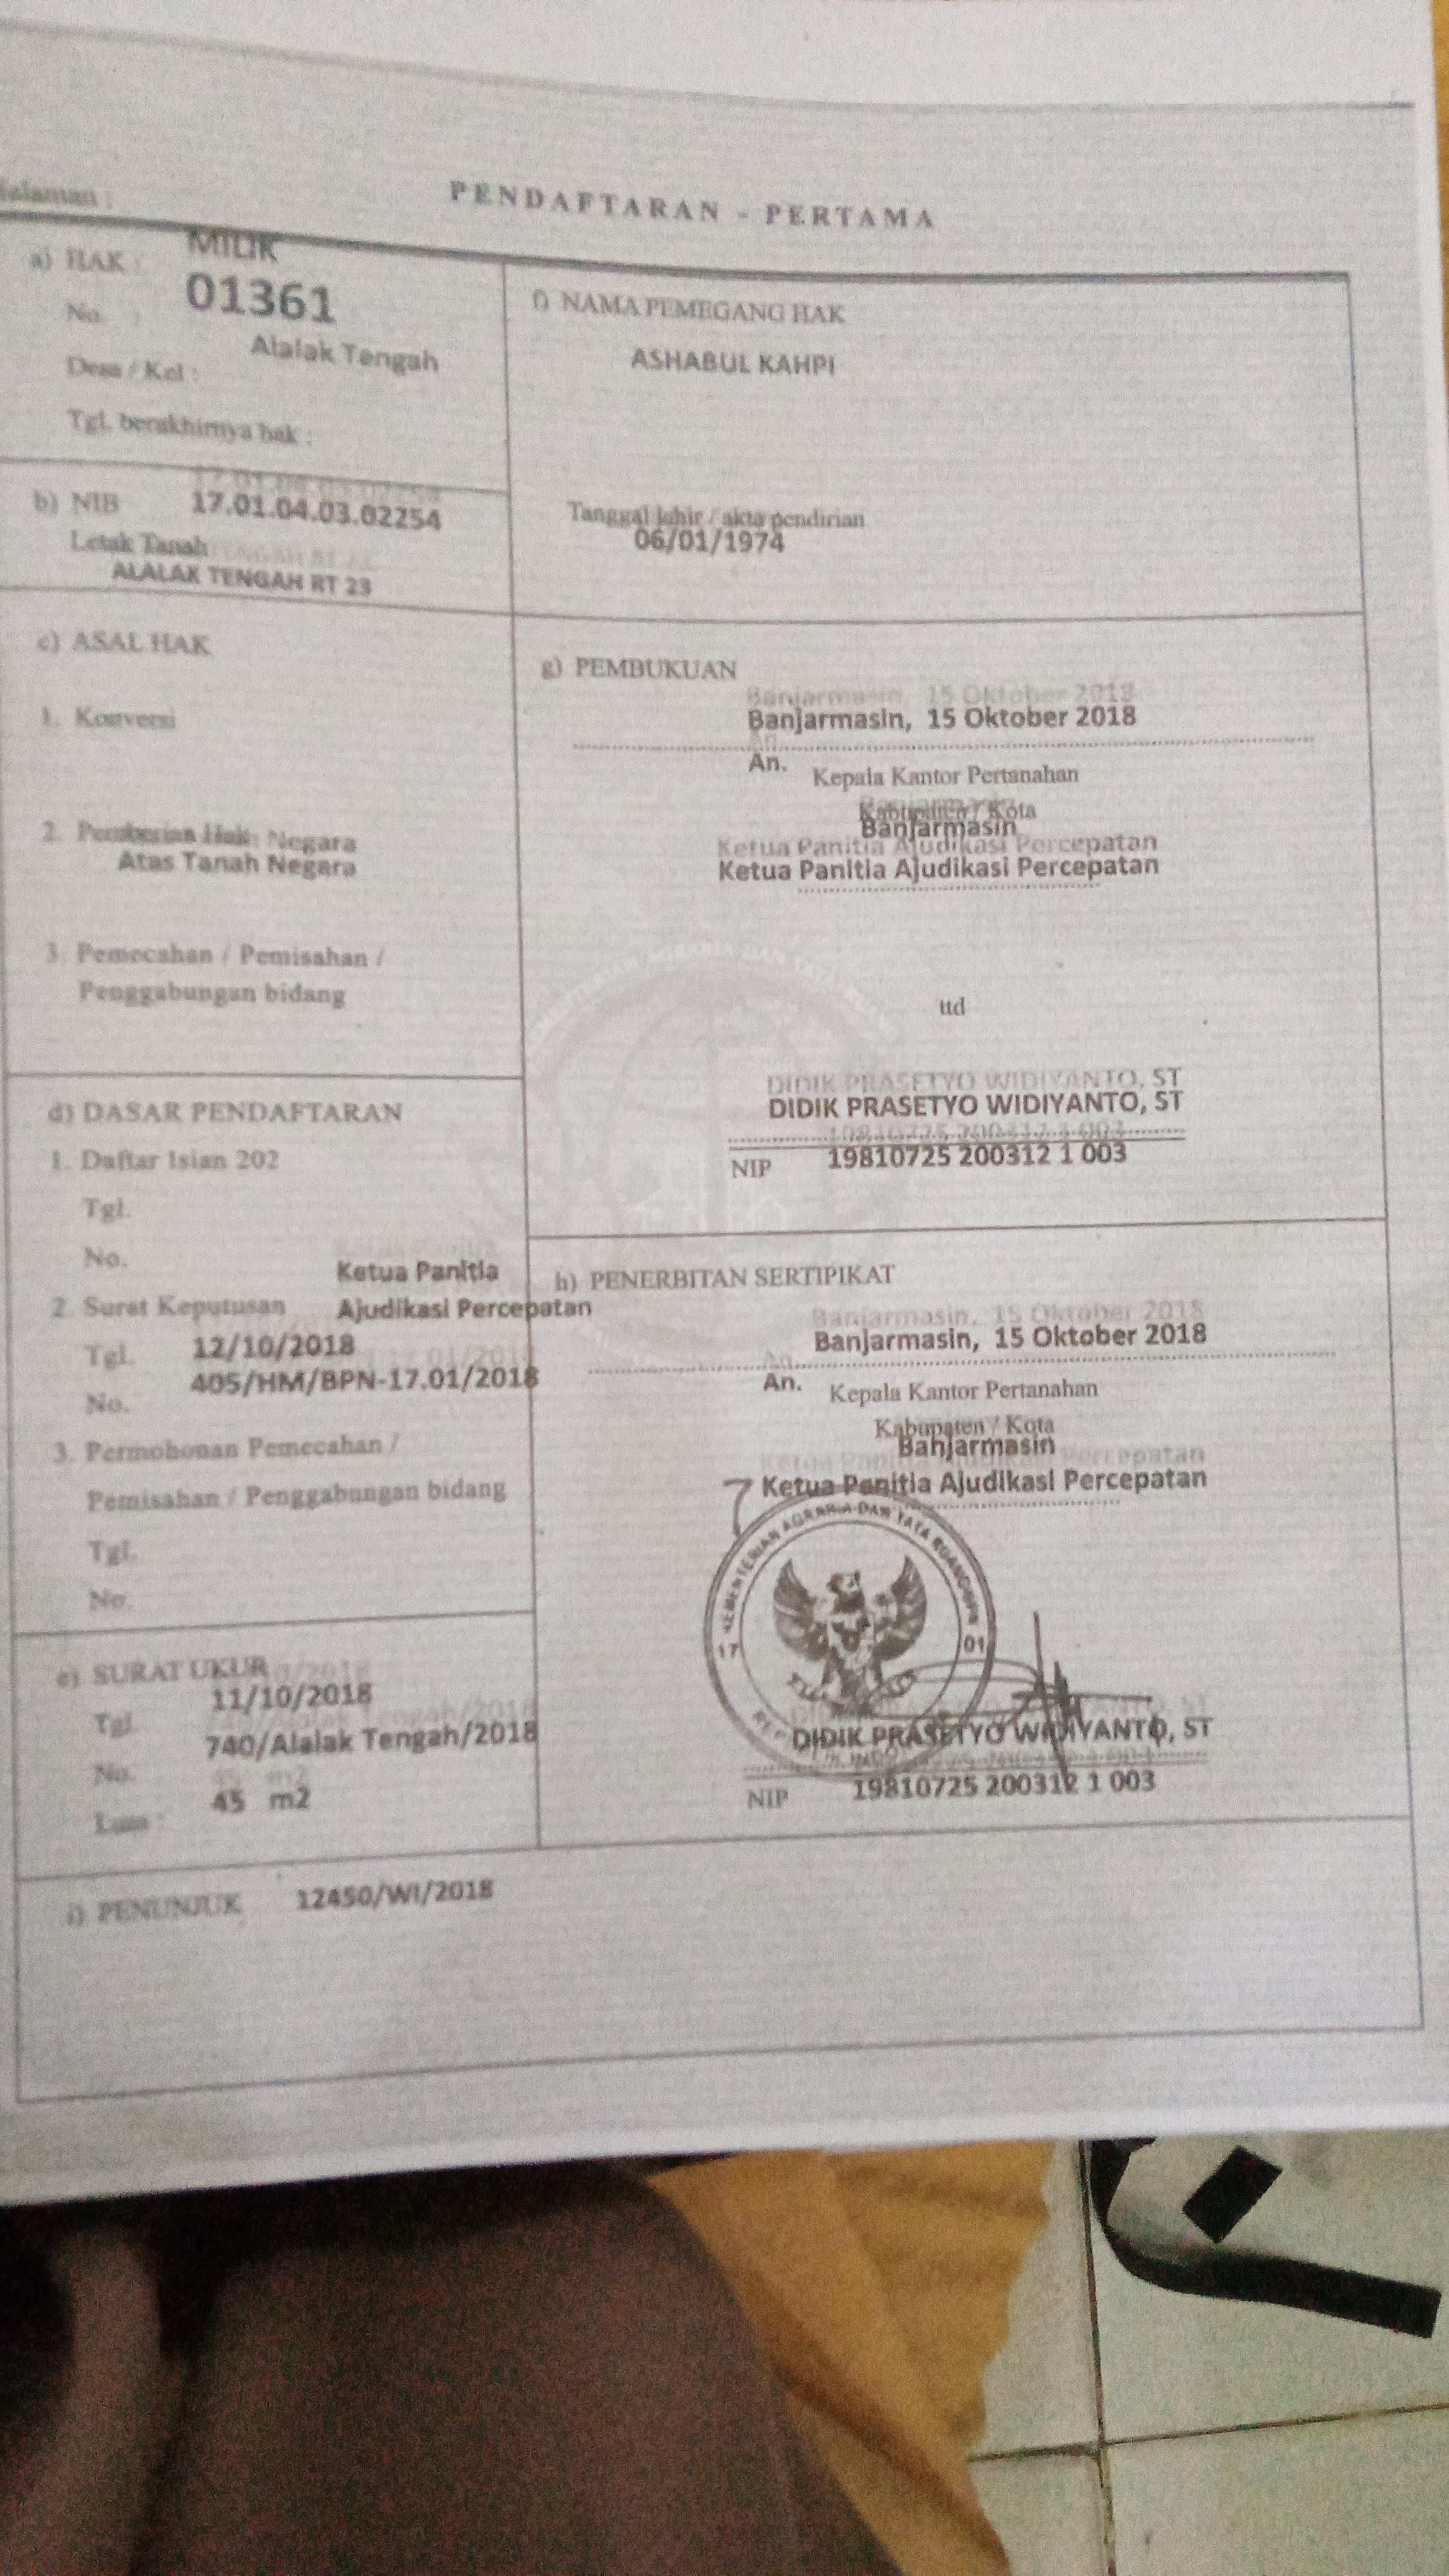 Halaman :
PENDAFTARAN - PERTAMA
a) HAK : MILIK
No. : 01361
Desa / Kel : Alalak Tengah
Tgl. berakhirnya hak :
b) NIB 17.01.04.03.02254
Letak Tanah
ALALAK TENGAH RT 23
c) ASAL HAK
1. Konversi
2. Pemberian Hak Negara
Atas Tanah Negara
3. Pemecahan / Pemisahan /
Penggabungan bidang
d) DASAR PENDAFTARAN
1. Daftar Isian 202
Tgl.
No.
Ketua Panitia
2. Surat Keputusan Ajudikasi Percepatan
Tgl. 12/10/2018
No. 405/HM/BPN-17.01/2018
3. Permohonan Pemecahan /
Pemisahan / Penggabungan bidang
Tgl.
No.
e) SURAT UKUR
Tgl 11/10/2018
No. 740/Alalak Tengah/2018
Luas : 45 m2
f) NAMA PEMEGANG HAK
ASHABUL KAHPI
Tanggal lahir / akta pendirian
06/01/1974
g) PEMBUKUAN
Banjarmasin, 15 Oktober 2018
An. Kepala Kantor Pertanahan
Kabupaten / Kota
Banjarmasin
Ketua Panitia Ajudikasi Percepatan
ttd
DIDIK PRASETYO WIDIYANTO, ST
NIP 19810725 200312 1 003
h) PENERBITAN SERTIPIKAT
Banjarmasin, 15 Oktober 2018
An. Kepala Kantor Pertanahan
Kabupaten / Kota
Banjarmasin
Ketua Panitia Ajudikasi Percepatan
KEMENTERIAN AGRARIA DAN TATA RUANG/BPN
17 01
DIDIK PRASETYO WIDIYANTO, ST
NIP 19810725 200312 1 003
i) PENUNJUK 12450/WI/2018